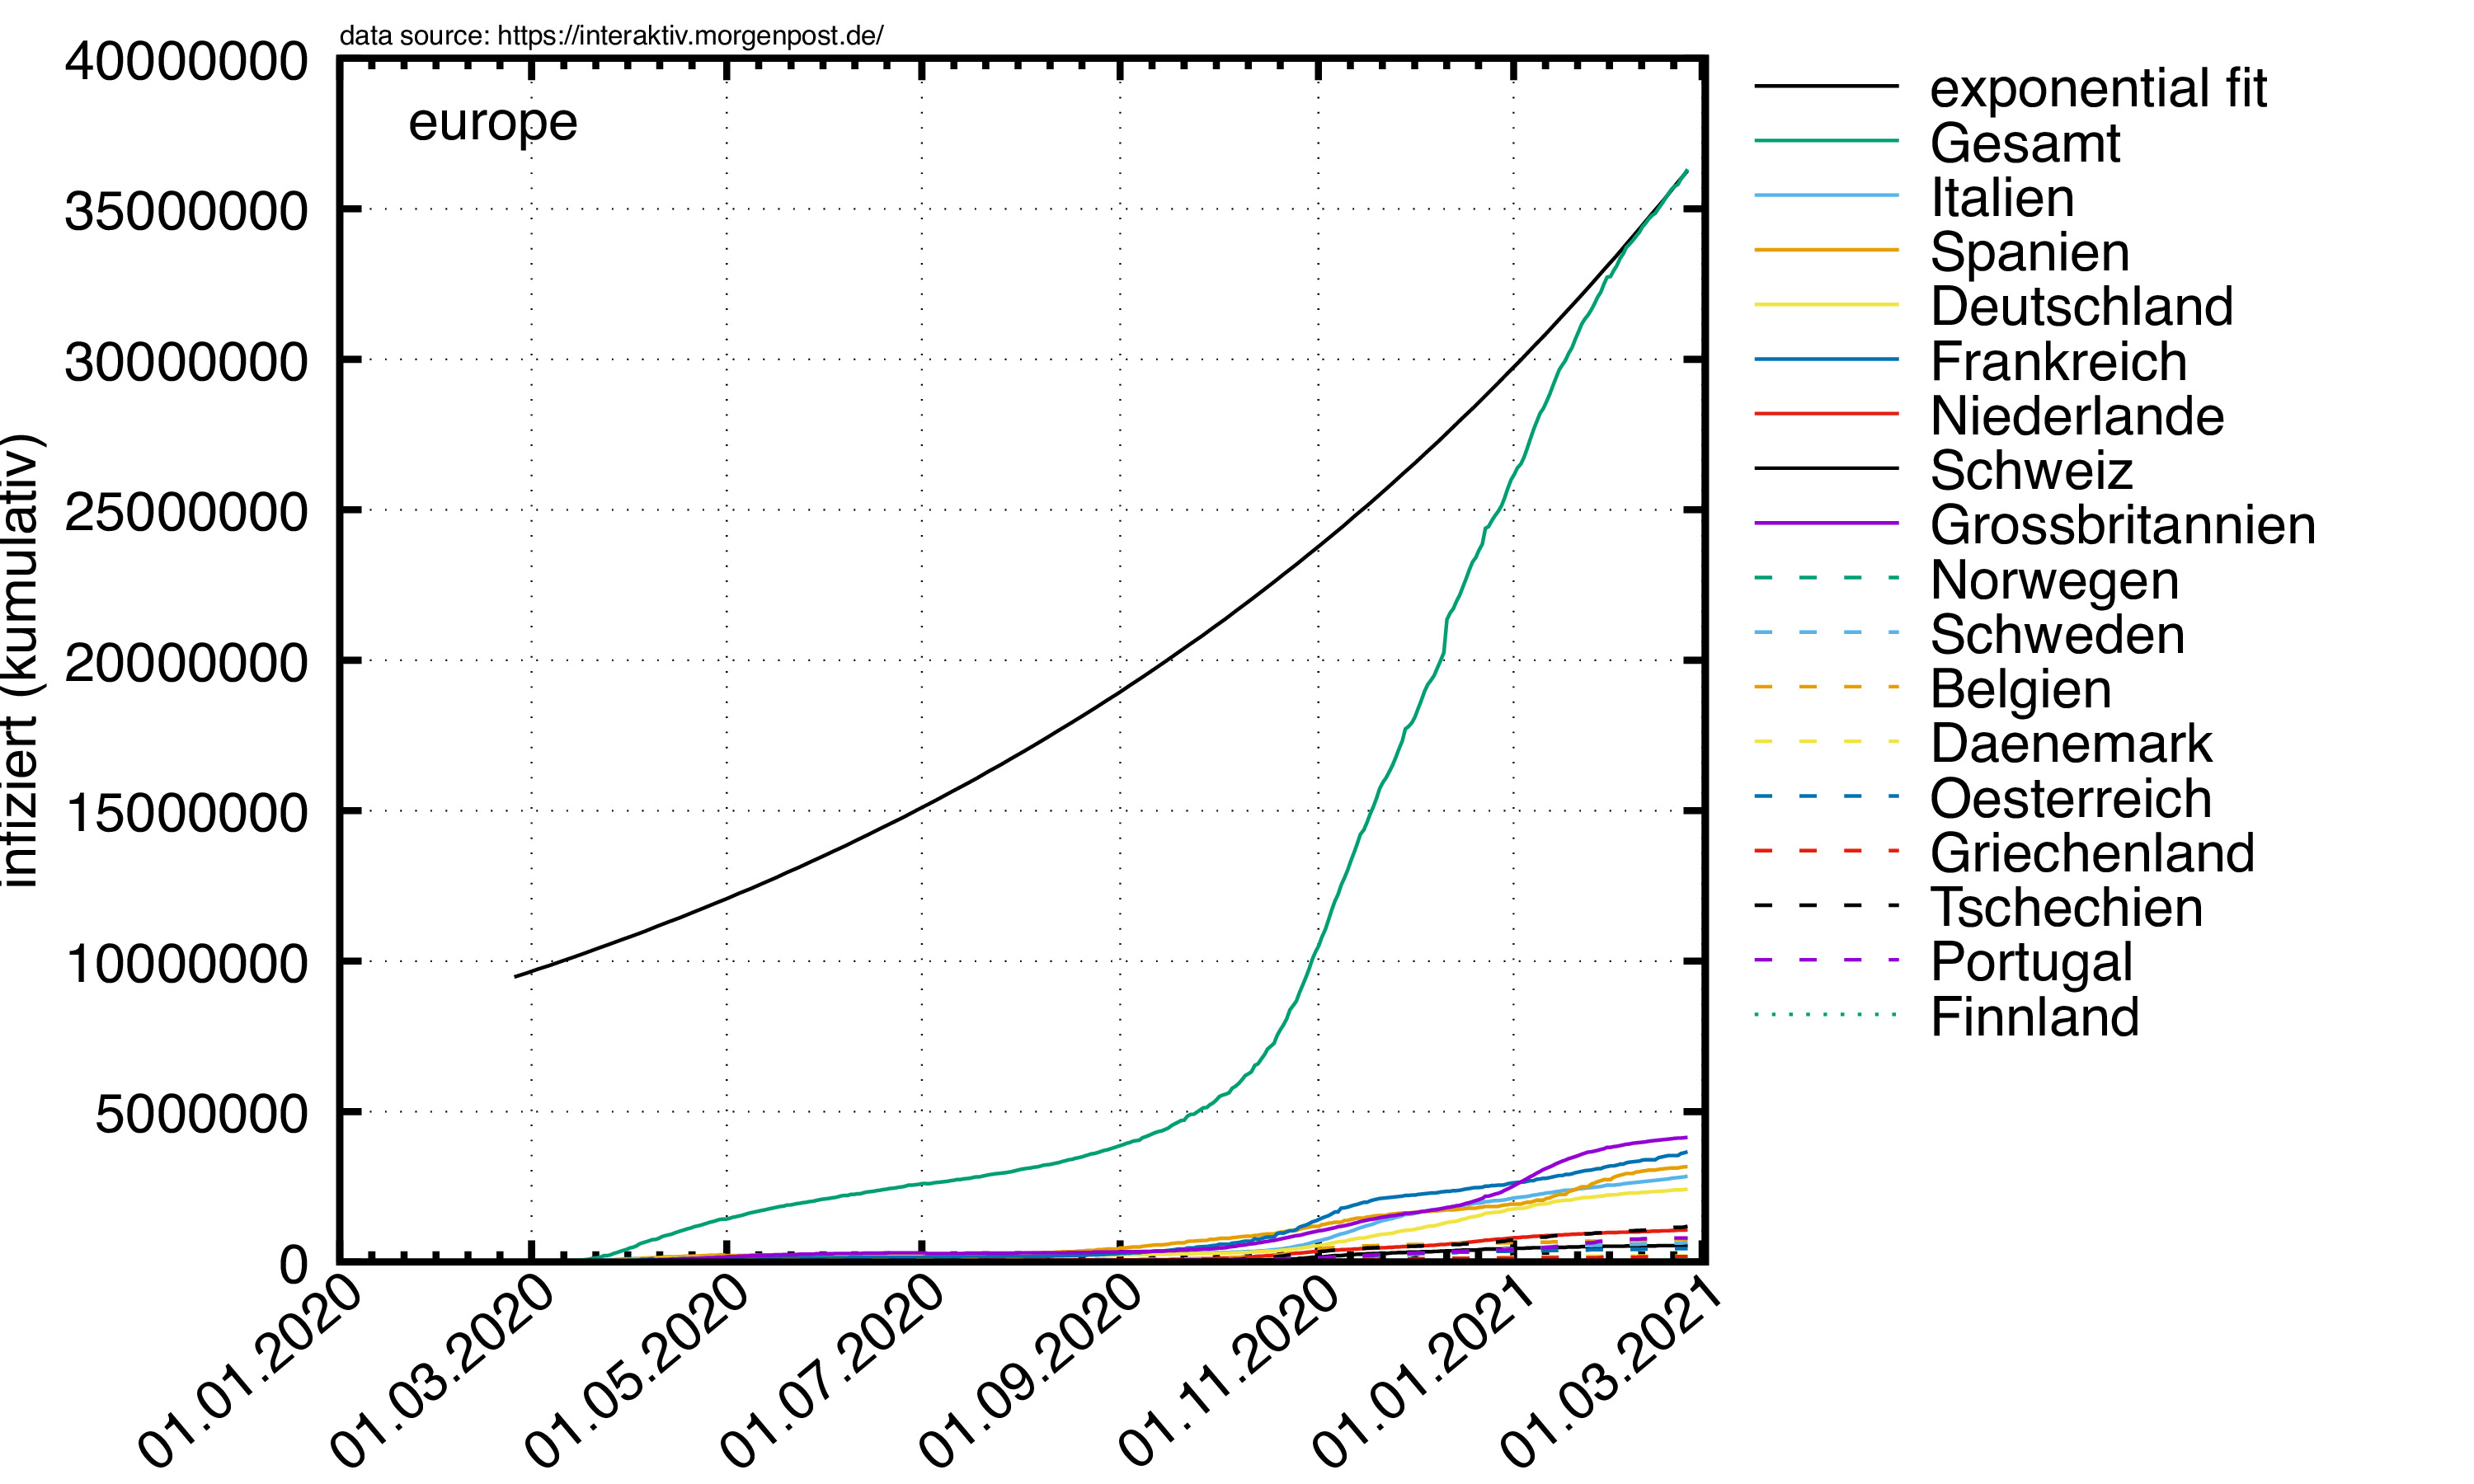 data source: https://interaktiv.morgenpost.de/
europe
infiziert (kumulativ)
40000000
35000000
30000000
25000000
20000000
15000000
10000000
5000000
0
01.01.2020
01.03.2020
01.05.2020
01.07.2020
01.09.2020
01.11.2020
01.01.2021
01.03.2021
exponential fit
Gesamt
Italien
Spanien
Deutschland
Frankreich
Niederlande
Schweiz
Grossbritannien
Norwegen
Schweden
Belgien
Daenemark
Oesterreich
Griechenland
Tschechien
Portugal
Finnland